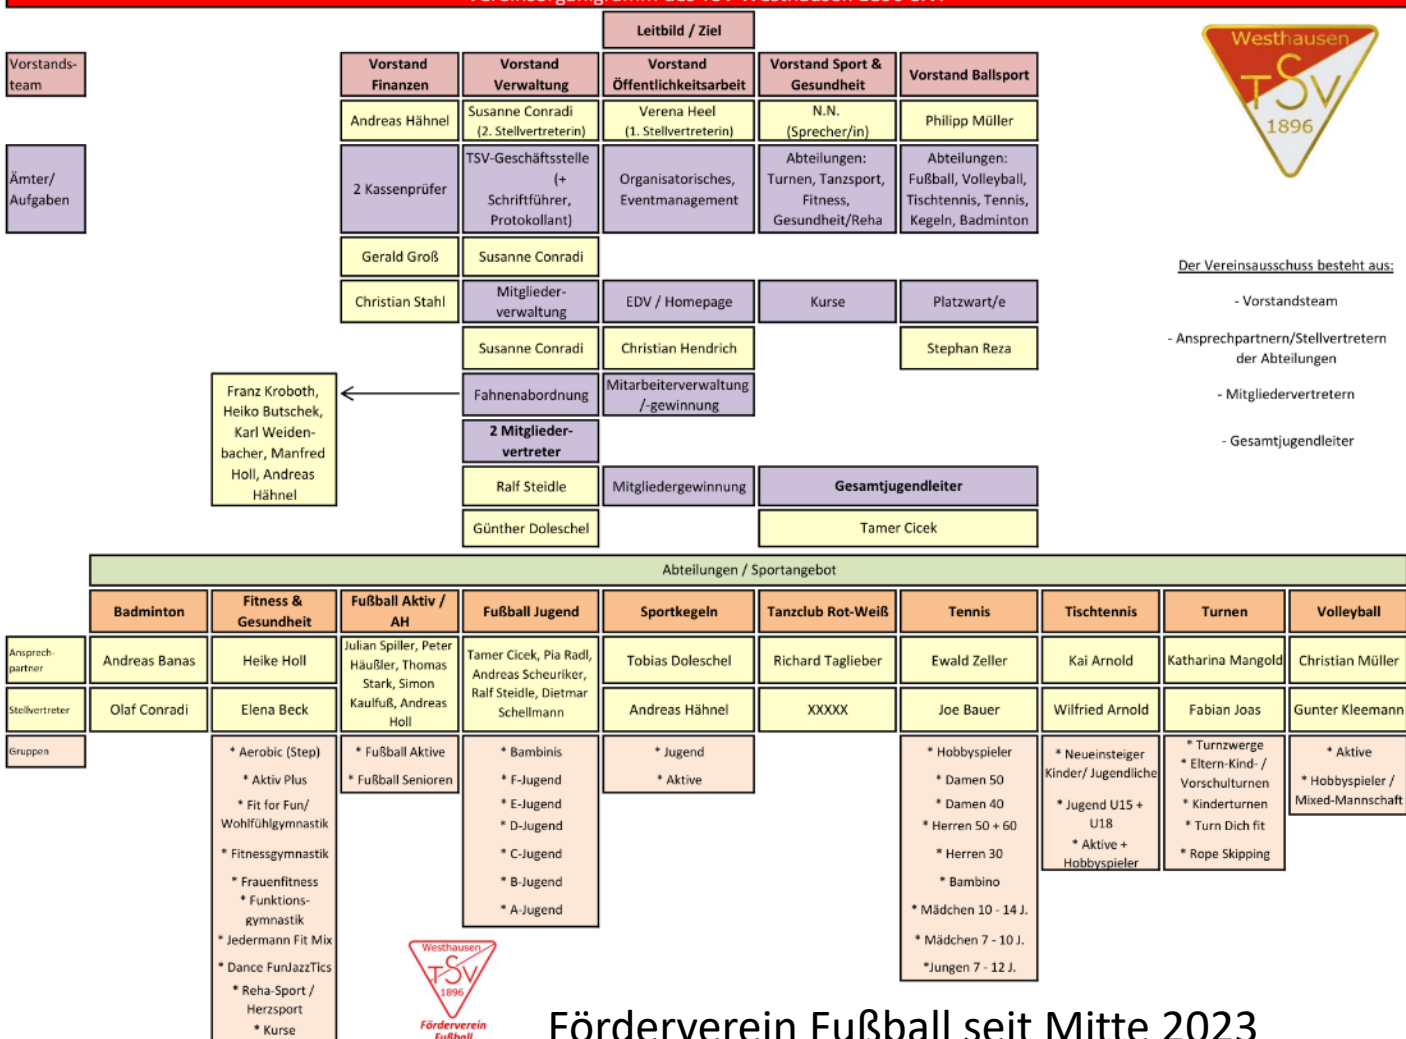 Vereinsorganigramm des TSV Westhausen 1896 e.V.
Leitbild / Ziel
Vorstands-
team
Vorstand
Finanzen
Vorstand
Verwaltung
Vorstand
Öffentlichkeitsarbeit
Vorstand Sport &
Gesundheit
Vorstand Ballsport
Andreas Hähnel
Susanne Conradi
(2. Stellvertreterin)
Verena Heel
(1. Stellvertreterin)
N.N.
(Sprecher/in)
Philipp Müller
Westhausen
TSV
1896
Ämter/
Aufgaben
2 Kassenprüfer
TSV-Geschäftsstelle
(+
Schriftführer,
Protokollant)
Organisatorisches,
Eventmanagement
Abteilungen:
Turnen, Tanzsport,
Fitness,
Gesundheit/Reha
Abteilungen:
Fußball, Volleyball,
Tischtennis, Tennis,
Kegeln, Badminton
Gerald Groß
Susanne Conradi
Christian Stahl
Mitglieder-
verwaltung
EDV / Homepage
Kurse
Platzwart/e
Susanne Conradi
Christian Hendrich
Stephan Reza
Franz Kroboth,
Heiko Butschek,
Karl Weiden-
bacher, Manfred
Holl, Andreas
Hähnel
Fahnenabordnung
Mitarbeiterverwaltung
/-gewinnung
2 Mitglieder-
vertreter
Ralf Steidle
Mitgliedergewinnung
Gesamtjugendleiter
Günther Doleschel
Tamer Cicek
Der Vereinsausschuss besteht aus:
- Vorstandsteam
- Ansprechpartnern/Stellvertretern
der Abteilungen
- Mitgliedervertretern
- Gesamtjugendleiter
Abteilungen / Sportangebot
Badminton
Fitness &
Gesundheit
Fußball Aktiv /
AH
Fußball Jugend
Sportkegeln
Tanzclub Rot-Weiß
Tennis
Tischtennis
Turnen
Volleyball
Ansprech-
partner
Andreas Banas
Heike Holl
Julian Spiller, Peter
Häußler, Thomas
Stark, Simon
Kaulfuß, Andreas
Holl
Tamer Cicek, Pia Radl,
Andreas Scheuriker,
Ralf Steidle, Dietmar
Schellmann
Tobias Doleschel
Richard Taglieber
Ewald Zeller
Kai Arnold
Katharina Mangold
Christian Müller
Stellvertreter
Olaf Conradi
Elena Beck
Andreas Hähnel
XXXXX
Joe Bauer
Wilfried Arnold
Fabian Joas
Gunter Kleemann
Gruppen
* Aerobic (Step)
* Aktiv Plus
* Fit for Fun/
Wohlfühlgymnastik
* Fitnessgymnastik
* Frauenfitness
* Funktions-
gymnastik
* Jedermann Fit Mix
* Dance FunJazzTics
* Reha-Sport /
Herzsport
* Kurse
* Fußball Aktive
* Fußball Senioren
* Bambinis
* F-Jugend
* E-Jugend
* D-Jugend
* C-Jugend
* B-Jugend
* A-Jugend
* Jugend
* Aktive
* Hobbyspieler
* Damen 50
* Damen 40
* Herren 50 + 60
* Herren 30
* Bambino
* Mädchen 10 - 14 J.
* Mädchen 7 - 10 J.
*Jungen 7 - 12 J.
* Neueinsteiger
Kinder/ Jugendliche
* Jugend U15 +
U18
* Aktive +
Hobbyspieler
* Turnzwerge
* Eltern-Kind- /
Vorschulturnen
* Kinderturnen
* Turn Dich fit
* Rope Skipping
* Aktive
* Hobbyspieler /
Mixed-Mannschaft
Westhausen
TSV
1896
Förderverein
Fußball
Förderverein Fußball seit Mitte 2023